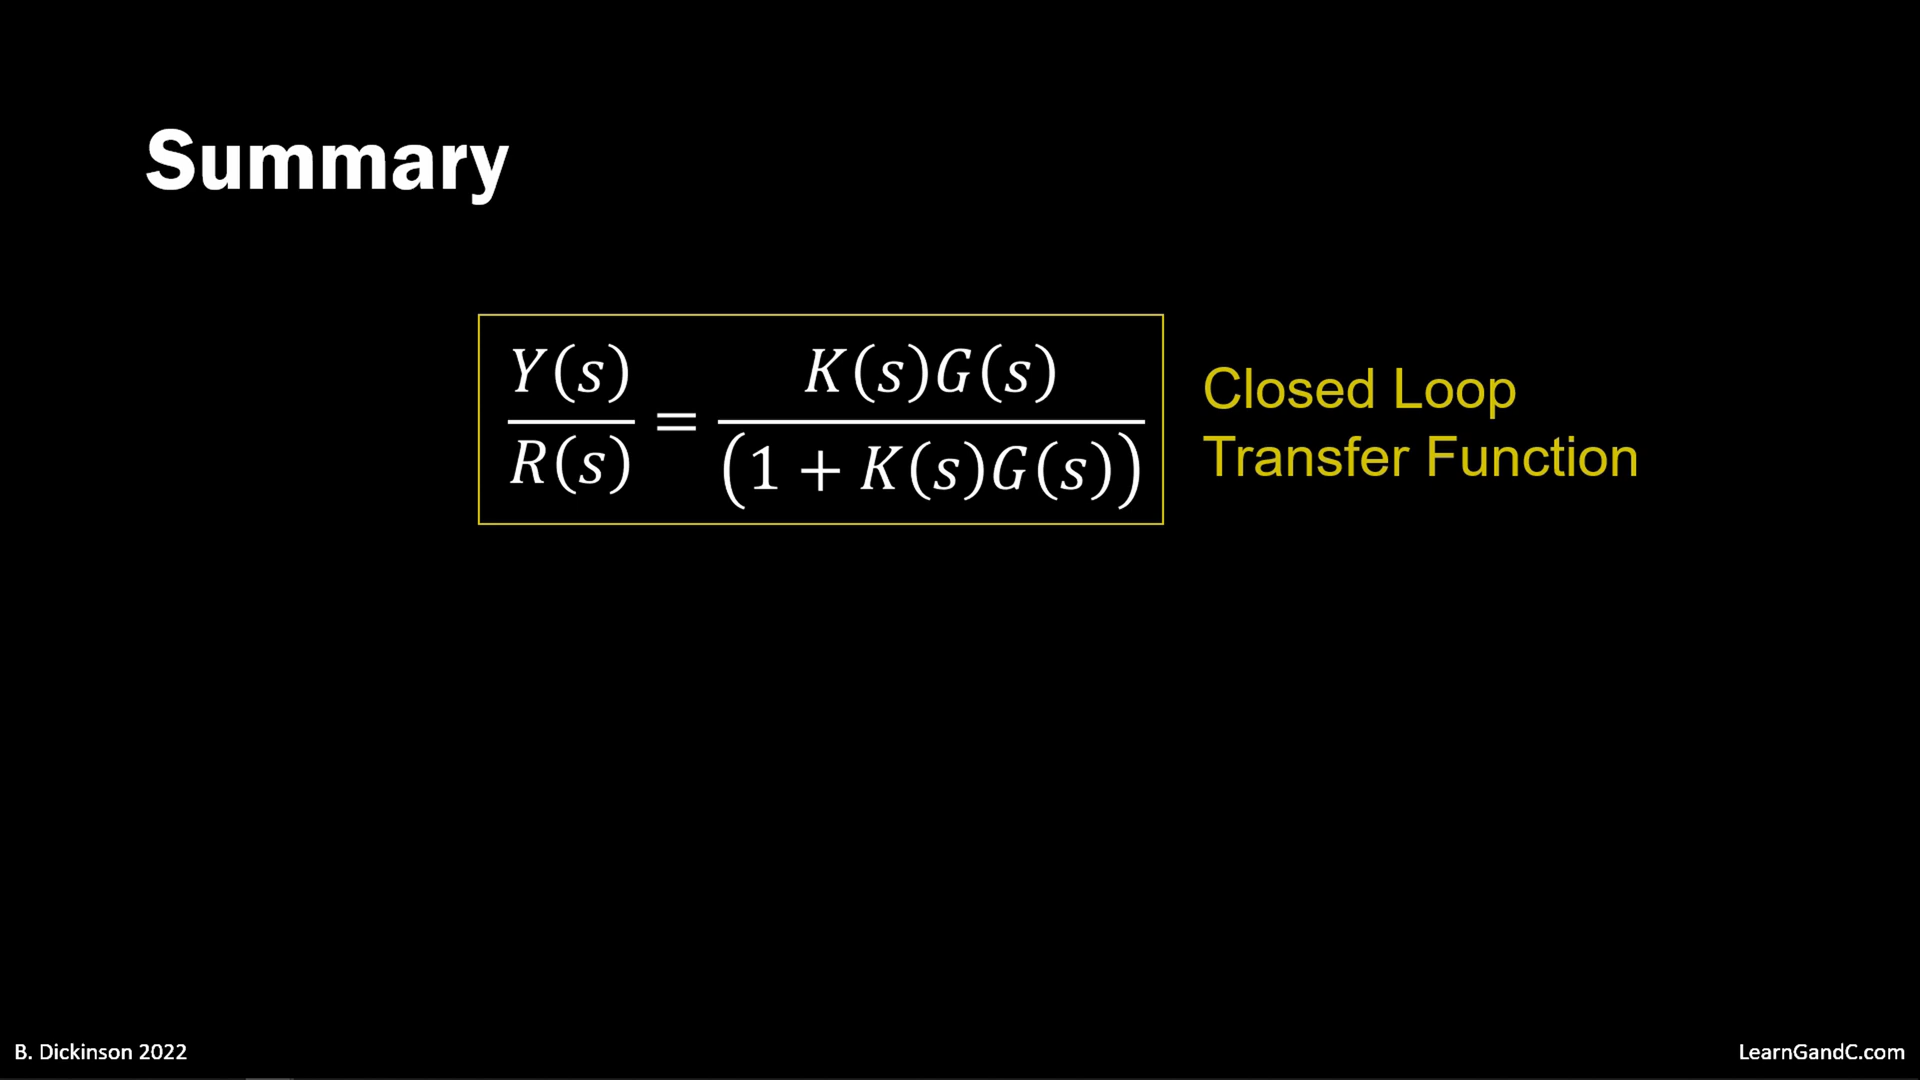 Summary
Y(s)/R(s) = K(s)G(s)/(1 + K(s)G(s))
Closed Loop
Transfer Function
B. Dickinson 2022
LearnGandC.com